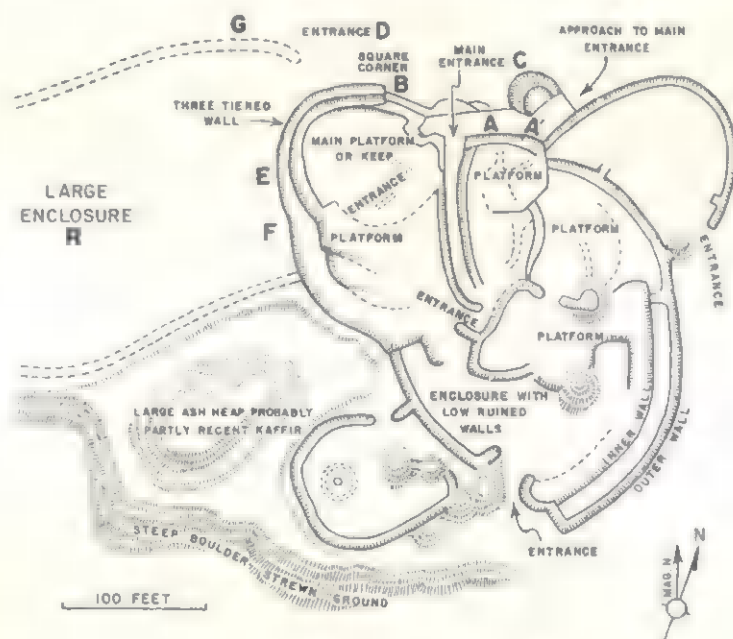 G
ENTRANCE D
SQUARE
CORNER
B
MAIN
ENTRANCE
C
APPROACH TO MAIN
ENTRANCE
THREE TIERED
WALL
A
A'
MAIN PLATFORM
OR KEEP
PLATFORM
E
ENTRANCE
LARGE
ENCLOSURE
R
F
PLATFORM
PLATFORM
ENTRANCE
ENTRANCE
PLATFORM
LARGE ASH HEAP PROBABLY
PARTLY RECENT KAFFIR
ENCLOSURE WITH
LOW RUINED
WALLS
INNER WALL
OUTER WALL
STEEP BOULDER STREWN
GROUND
ENTRANCE
100 FEET
MAG N
N